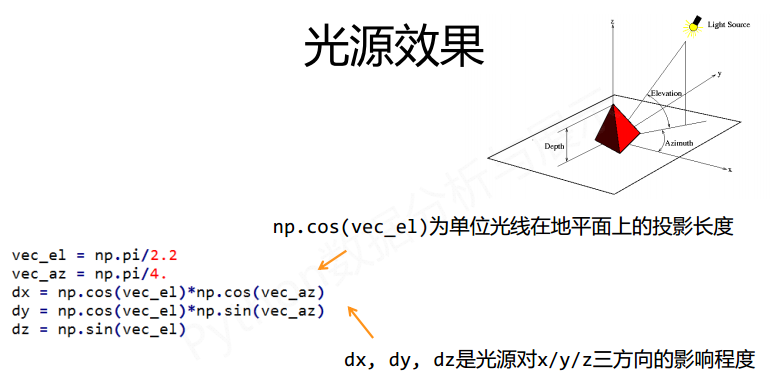 光源效果
Light Source
z
y
Elevation
Depth
Azimuth
x
np.cos(vec_el)为单位光线在地平面上的投影长度
vec_el = np.pi/2.2
vec_az = np.pi/4.
dx = np.cos(vec_el)*np.cos(vec_az)
dy = np.cos(vec_el)*np.sin(vec_az)
dz = np.sin(vec_el)
dx, dy, dz是光源对x/y/z三方向的影响程度